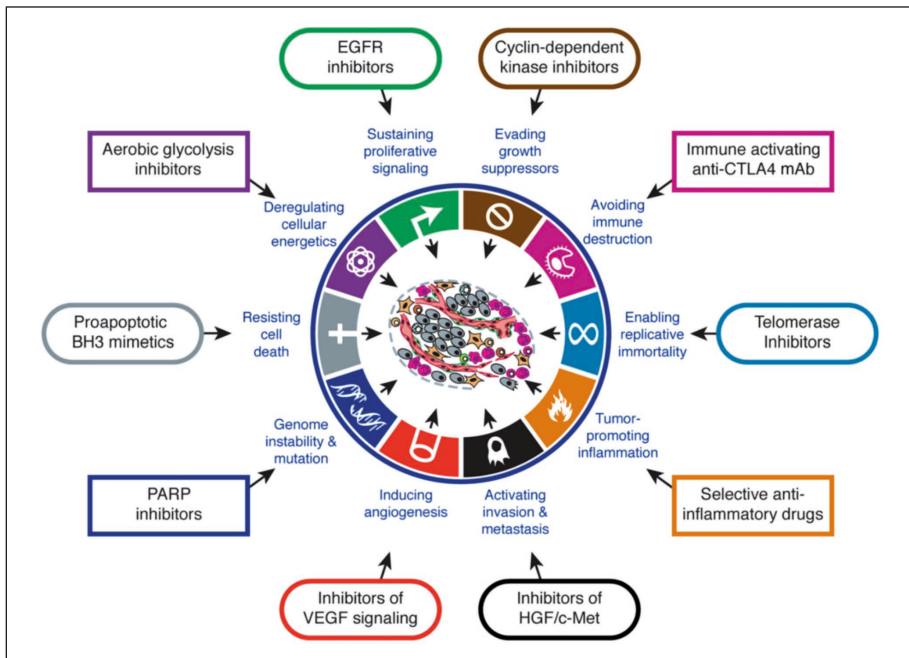 EGFR
inhibitors
Cyclin-dependent
kinase inhibitors
Sustaining
proliferative
signaling
Evading
growth
suppressors
Aerobic glycolysis
inhibitors
Immune activating
anti-CTLA4 mAb
Deregulating
cellular
energetics
Avoiding
immune
destruction
Proapoptotic
BH3 mimetics
Resisting
cell
death
Enabling
replicative
immortality
Telomerase
Inhibitors
Genome
instability &
mutation
Tumor-
promoting
inflammation
PARP
inhibitors
Inducing
angiogenesis
Activating
invasion &
metastasis
Selective anti-
inflammatory drugs
Inhibitors of
VEGF signaling
Inhibitors of
HGF/c-Met